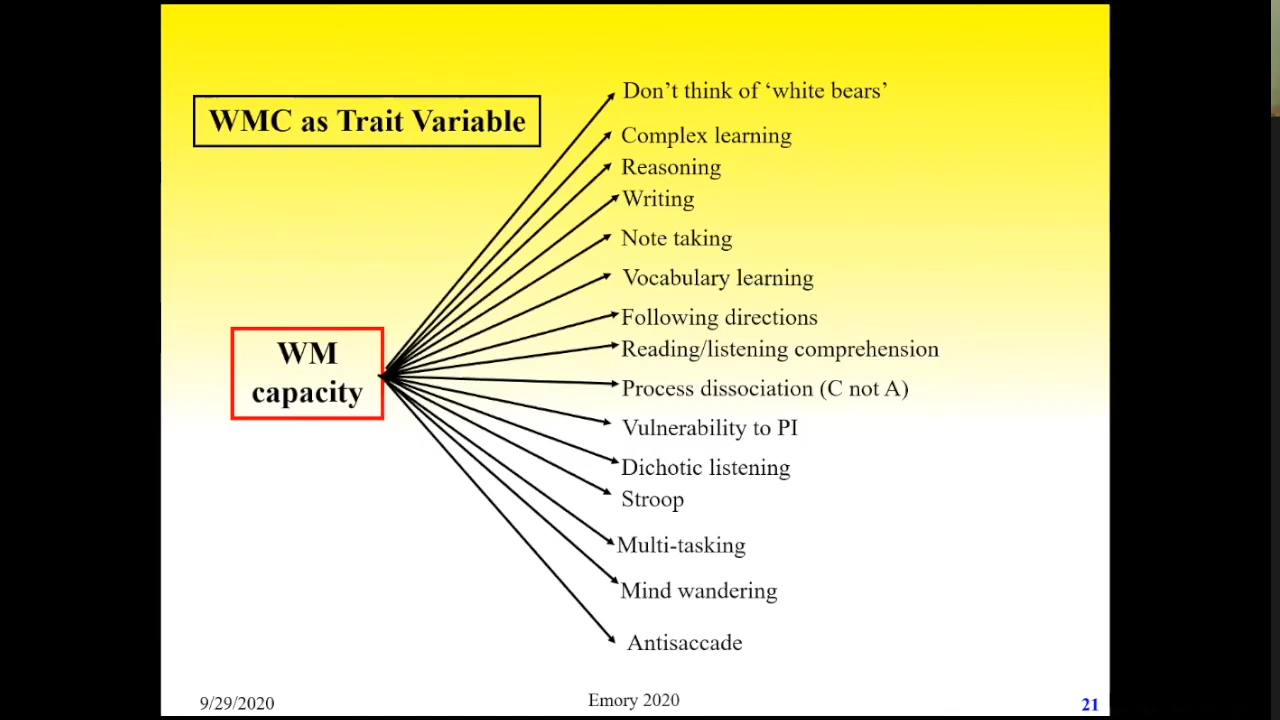 WMC as Trait Variable
Don’t think of ‘white bears’
Complex learning
Reasoning
Writing
Note taking
Vocabulary learning
Following directions
Reading/listening comprehension
WM
capacity
Process dissociation (C not A)
Vulnerability to PI
Dichotic listening
Stroop
Multi-tasking
Mind wandering
Antisaccade
9/29/2020
Emory 2020
21